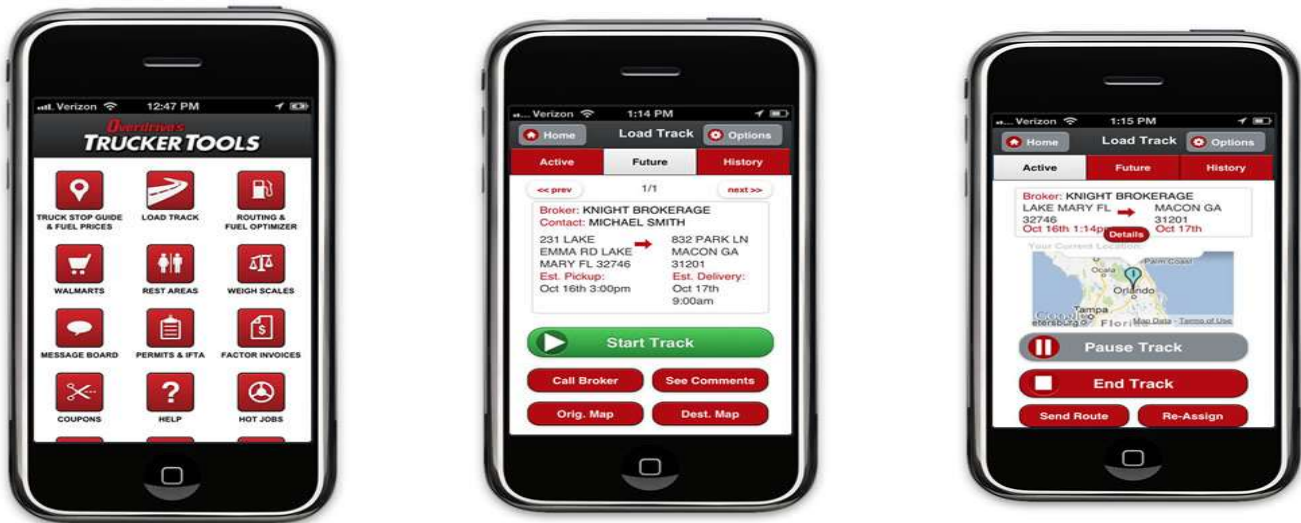 Verizon 12:47 PM
Overdrive's
TRUCKER TOOLS
TRUCK STOP GUIDE & FUEL PRICES
LOAD TRACK
ROUTING & FUEL OPTIMIZER
WALMARTS
REST AREAS
WEIGH SCALES
MESSAGE BOARD
PERMITS & IFTA
FACTOR INVOICES
COUPONS
HELP
HOT JOBS
... Verizon 1:14 PM
Home Load Track Options
Active Future History
<< prev 1/1 next >>
Broker: KNIGHT BROKERAGE
Contact: MICHAEL SMITH
231 LAKE
EMMA RD LAKE
MARY FL 32746
Est. Pickup:
Oct 16th 3:00pm
832 PARK LN
MACON GA
31201
Est. Delivery:
Oct 17th
9:00am
Start Track
Call Broker See Comments
Orig. Map Dest. Map
... Verizon 1:15 PM
Home Load Track Options
Active Future History
Broker: KNIGHT BROKERAGE
LAKE MARY FL
32746
Oct 16th 1:14p
MACON GA
31201
Oct 17th
Details
Your Current Location:
Palm Coast
Ocala
Orlando
Tampa
etersburg
Florida
Map Data - Terms of Use
Pause Track
End Track
Send Route Re-Assign